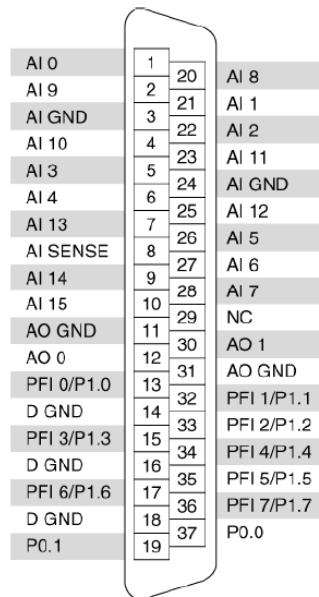 AI 0 1
20 AI 8
AI 9 2
21 AI 1
AI GND 3
22 AI 2
AI 10 4
23 AI 11
AI 3 5
24 AI GND
AI 4 6
25 AI 12
AI 13 7
26 AI 5
AI SENSE 8
27 AI 6
AI 14 9
28 AI 7
AI 15 10
29 NC
AO GND 11
30 AO 1
AO 0 12
31 AO GND
PFI 0/P1.0 13
32 PFI 1/P1.1
D GND 14
33 PFI 2/P1.2
PFI 3/P1.3 15
34 PFI 4/P1.4
D GND 16
35 PFI 5/P1.5
PFI 6/P1.6 17
36 PFI 7/P1.7
D GND 18
37 P0.0
P0.1 19